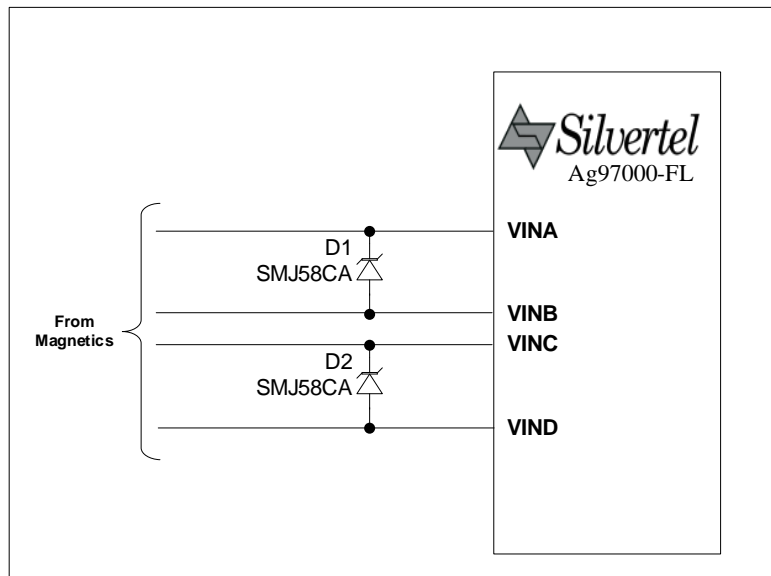 Silvertel
Ag97000-FL
VINA
D1
SMJ58CA
From
Magnetics
VINB
VINC
D2
SMJ58CA
VIND